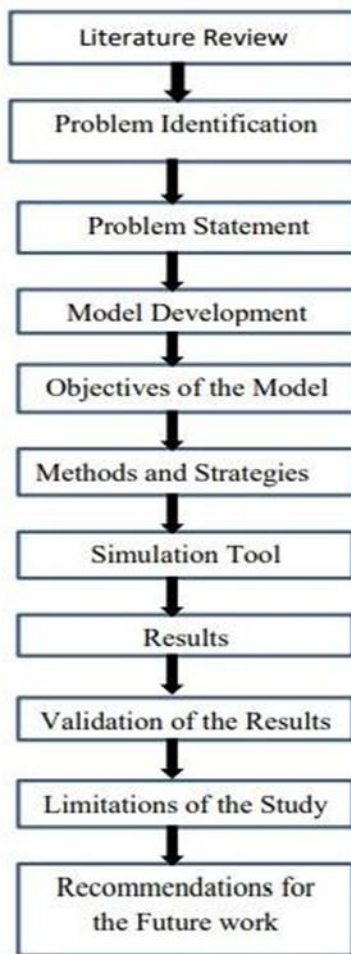 Literature Review
Problem Identification
Problem Statement
Model Development
Objectives of the Model
Methods and Strategies
Simulation Tool
Results
Validation of the Results
Limitations of the Study
Recommendations for
the Future work